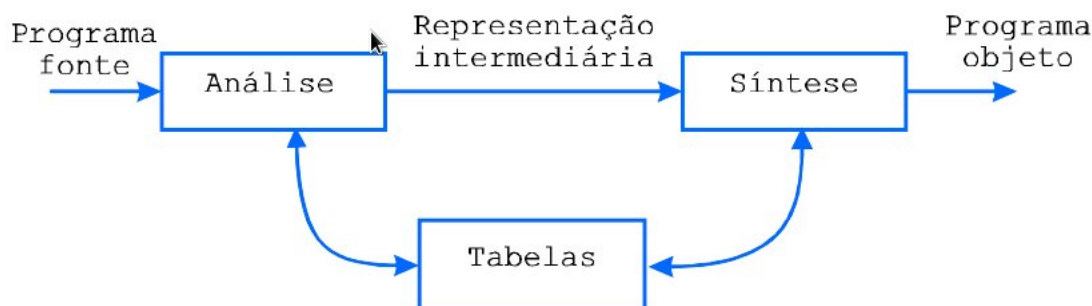 Programa
fonte
Análise
Representação
intermediária
Síntese
Programa
objeto
Tabelas